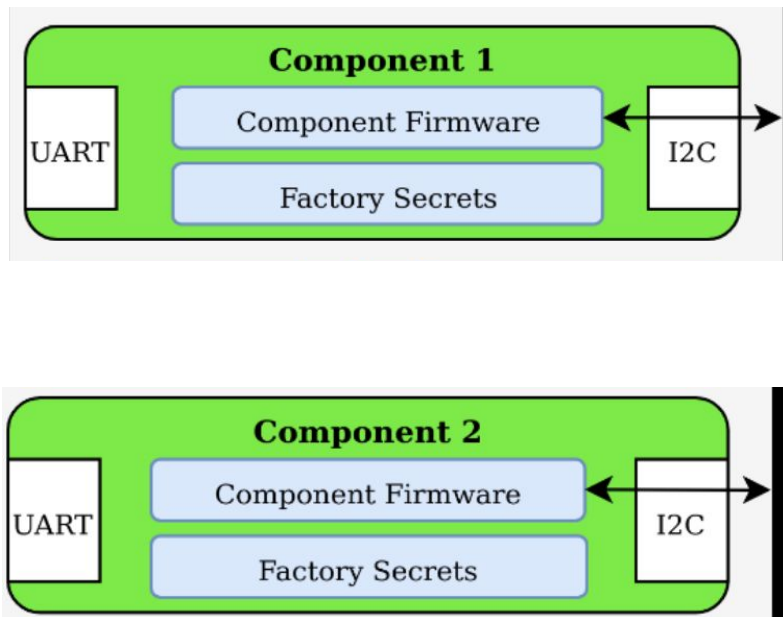 Component 1
Component Firmware
UART
I2C
Factory Secrets
Component 2
Component Firmware
UART
I2C
Factory Secrets